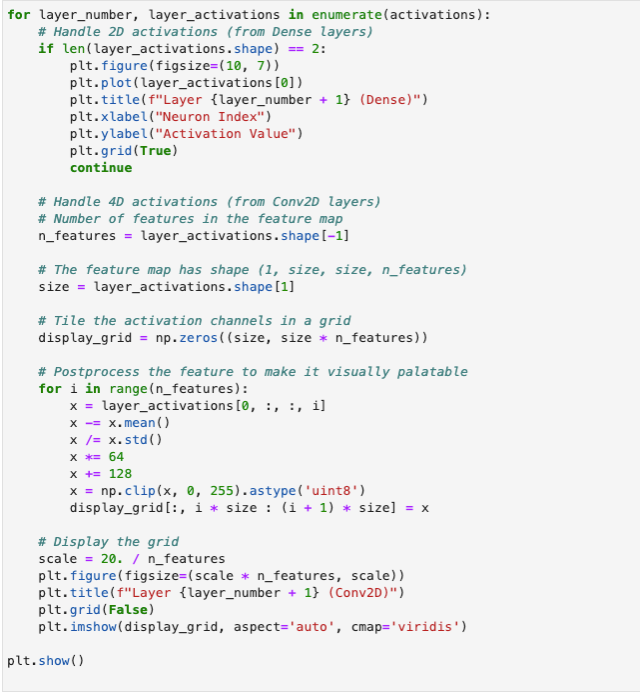 for layer_number, layer_activations in enumerate(activations):
    # Handle 2D activations (from Dense layers)
    if len(layer_activations.shape) == 2:
        plt.figure(figsize=(10, 7))
        plt.plot(layer_activations[0])
        plt.title(f"Layer {layer_number + 1} (Dense)")
        plt.xlabel("Neuron Index")
        plt.ylabel("Activation Value")
        plt.grid(True)
        continue

    # Handle 4D activations (from Conv2D layers)
    # Number of features in the feature map
    n_features = layer_activations.shape[-1]

    # The feature map has shape (1, size, size, n_features)
    size = layer_activations.shape[1]

    # Tile the activation channels in a grid
    display_grid = np.zeros((size, size * n_features))

    # Postprocess the feature to make it visually palatable
    for i in range(n_features):
        x = layer_activations[0, :, :, i]
        x -= x.mean()
        x /= x.std()
        x *= 64
        x += 128
        x = np.clip(x, 0, 255).astype('uint8')
        display_grid[:, i * size : (i + 1) * size] = x

    # Display the grid
    scale = 20. / n_features
    plt.figure(figsize=(scale * n_features, scale))
    plt.title(f"Layer {layer_number + 1} (Conv2D)")
    plt.grid(False)
    plt.imshow(display_grid, aspect='auto', cmap='viridis')

plt.show()